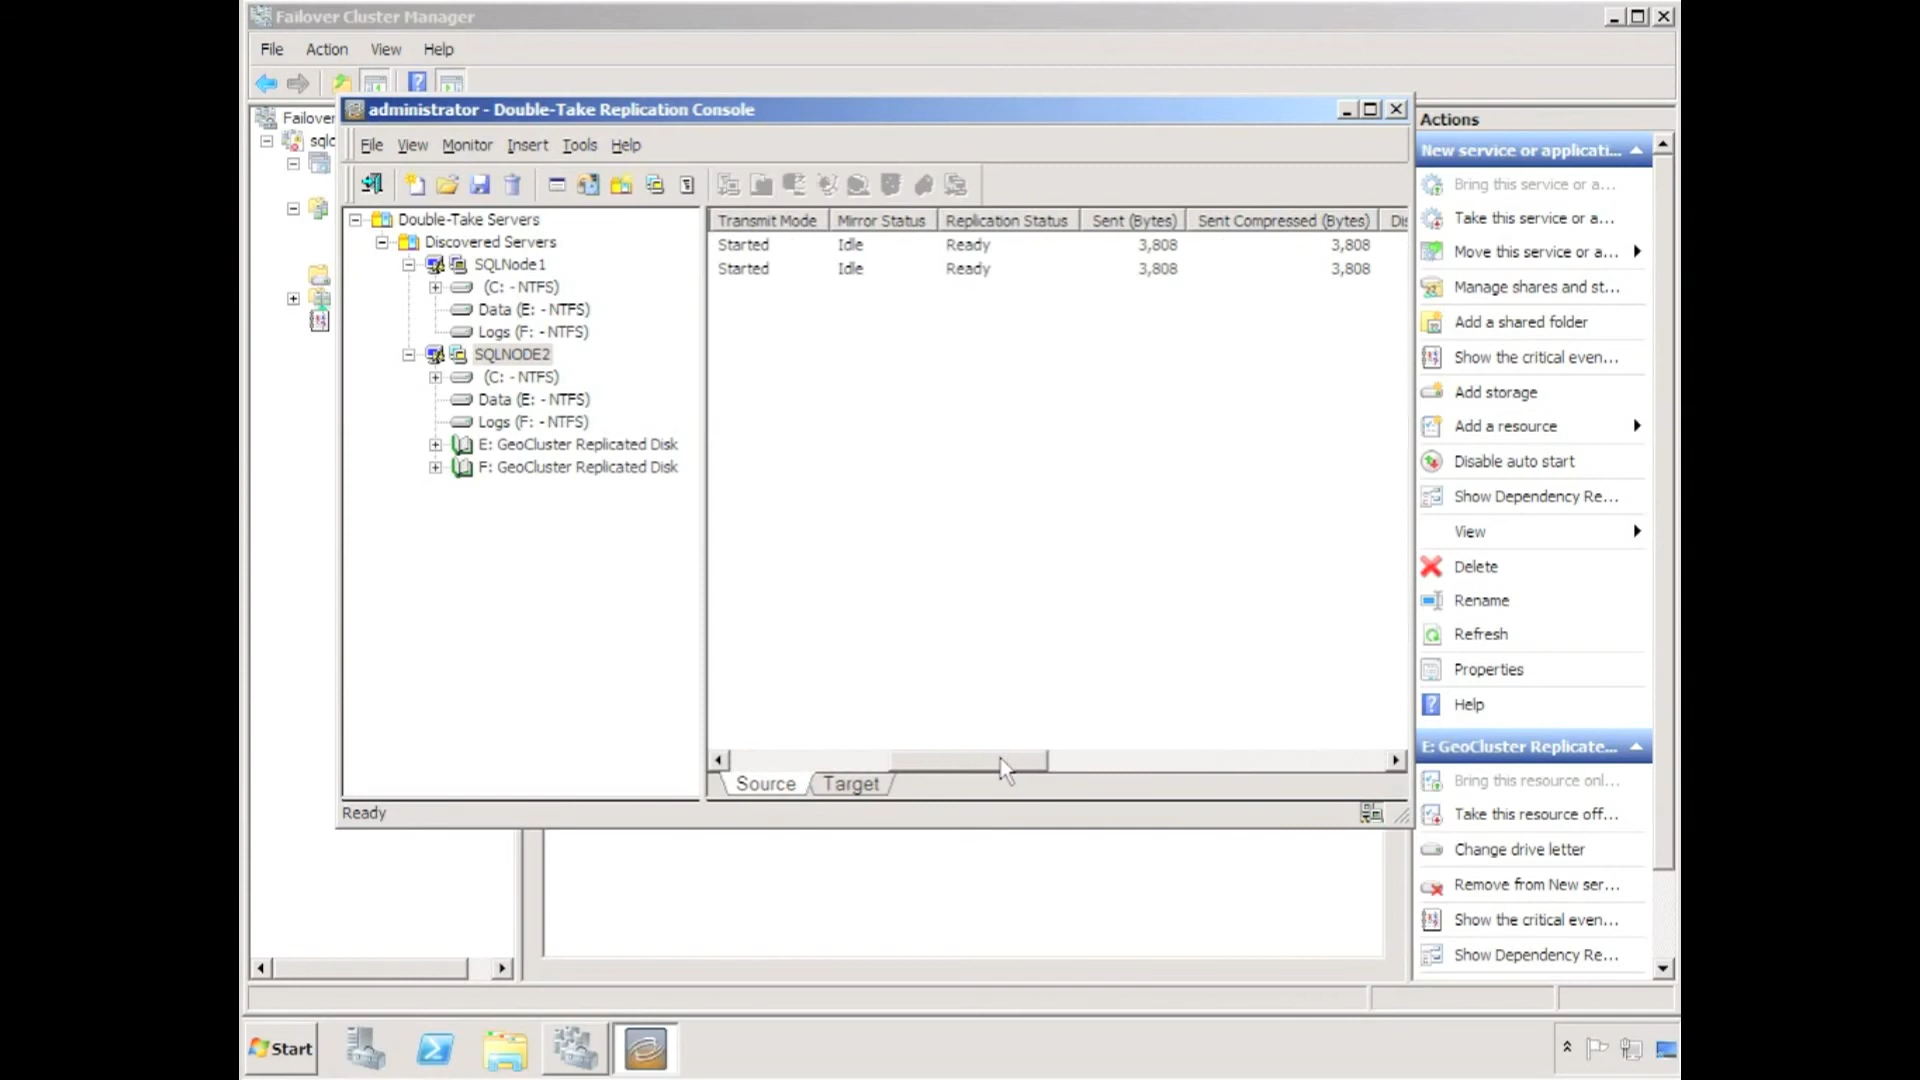 Failover Cluster Manager
File Action View Help
Failover
sqlc
administrator - Double-Take Replication Console
File View Monitor Insert Tools Help
Double-Take Servers
Discovered Servers
SQLNode1
(C: - NTFS)
Data (E: - NTFS)
Logs (F: - NTFS)
SQLNODE2
(C: - NTFS)
Data (E: - NTFS)
Logs (F: - NTFS)
E: GeoCluster Replicated Disk
F: GeoCluster Replicated Disk
Transmit Mode Mirror Status Replication Status Sent (Bytes) Sent Compressed (Bytes) Dis
Started Idle Ready 3,808 3,808
Started Idle Ready 3,808 3,808
Source Target
Ready
Actions
New service or applicati...
Bring this service or a...
Take this service or a...
Move this service or a...
Manage shares and st...
Add a shared folder
Show the critical even...
Add storage
Add a resource
Disable auto start
Show Dependency Re...
View
Delete
Rename
Refresh
Properties
Help
E: GeoCluster Replicate...
Bring this resource onl...
Take this resource off...
Change drive letter
Remove from New ser...
Show the critical even...
Show Dependency Re...
Start